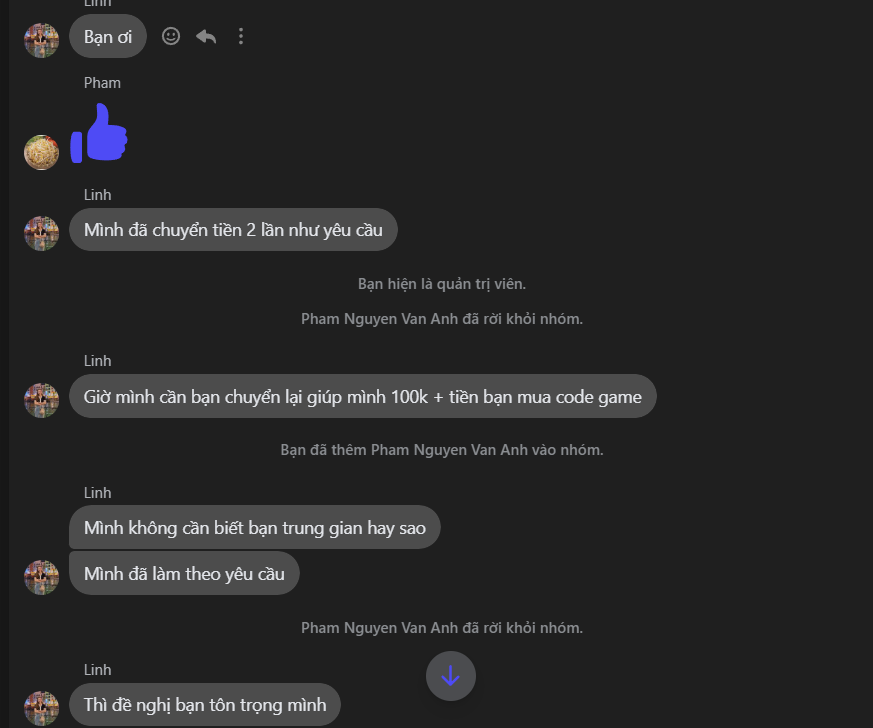 Linh
Bạn ơi
Pham
Linh
Mình đã chuyển tiền 2 lần như yêu cầu
Bạn hiện là quản trị viên.
Pham Nguyen Van Anh đã rời khỏi nhóm.
Linh
Giờ mình cần bạn chuyển lại giúp mình 100k + tiền bạn mua code game
Bạn đã thêm Pham Nguyen Van Anh vào nhóm.
Linh
Mình không cần biết bạn trung gian hay sao
Mình đã làm theo yêu cầu
Pham Nguyen Van Anh đã rời khỏi nhóm.
Linh
Thì đề nghị bạn tôn trọng mình